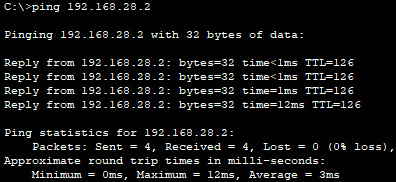 C:\>ping 192.168.28.2
Pinging 192.168.28.2 with 32 bytes of data:
Reply from 192.168.28.2: bytes=32 time<1ms TTL=126
Reply from 192.168.28.2: bytes=32 time<1ms TTL=126
Reply from 192.168.28.2: bytes=32 time=1ms TTL=126
Reply from 192.168.28.2: bytes=32 time=12ms TTL=126
Ping statistics for 192.168.28.2:
    Packets: Sent = 4, Received = 4, Lost = 0 (0% loss),
Approximate round trip times in milli-seconds:
    Minimum = 0ms, Maximum = 12ms, Average = 3ms